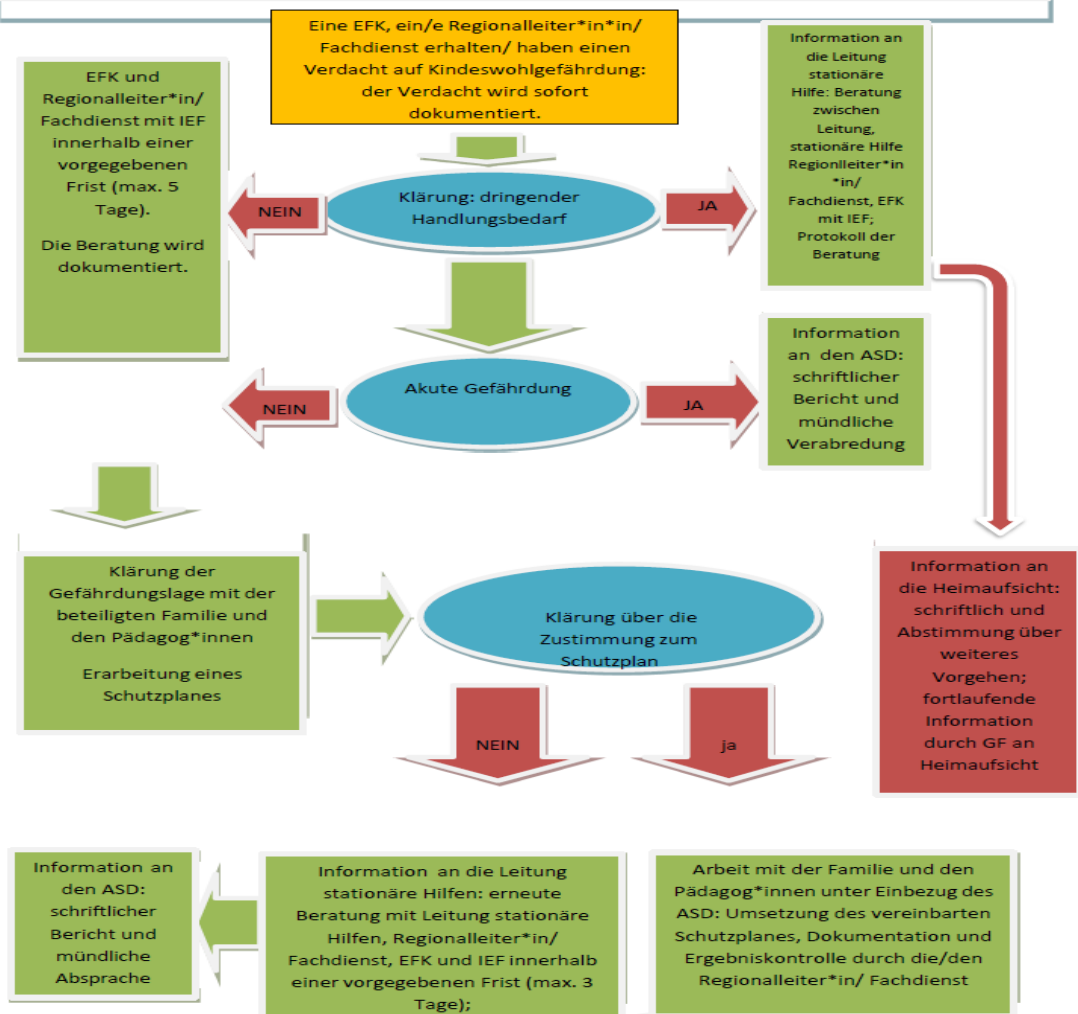 Eine EFK, ein/e Regionalleiter*in*in/
Fachdienst erhalten/ haben einen
Verdacht auf Kindeswohlgefährdung:
der Verdacht wird sofort
dokumentiert.
EFK und
Regionalleiter*in/
Fachdienst mit IEF
innerhalb einer
vorgegebenen
Frist (max. 5
Tage).
Die Beratung wird
dokumentiert.
NEIN
Klärung: dringender
Handlungsbedarf
JA
Information an
die Leitung
stationäre
Hilfe: Beratung
zwischen
Leitung,
stationäre Hilfe
Regionlleiter*in
*in/
Fachdienst, EFK
mit IEF;
Protokoll der
Beratung
NEIN
Akute Gefährdung
JA
Information
an den ASD:
schriftlicher
Bericht und
mündliche
Verabredung
Klärung der
Gefährdungslage mit der
beteiligten Familie und
den Pädagog*innen
Erarbeitung eines
Schutzplanes
Klärung über die
Zustimmung zum
Schutzplan
Information an
die Heimaufsicht:
schriftlich und
Abstimmung über
weiteres
Vorgehen;
fortlaufende
Information
durch GF an
Heimaufsicht
NEIN
ja
Information an
den ASD:
schriftlicher
Bericht und
mündliche
Absprache
Information an die Leitung
stationäre Hilfen: erneute
Beratung mit Leitung stationäre
Hilfen, Regionalleiter*in/
Fachdienst, EFK und IEF innerhalb
einer vorgegebenen Frist (max. 3
Tage);
Arbeit mit der Familie und den
Pädagog*innen unter Einbezug des
ASD: Umsetzung des vereinbarten
Schutzplanes, Dokumentation und
Ergebniskontrolle durch die/den
Regionalleiter*in/ Fachdienst